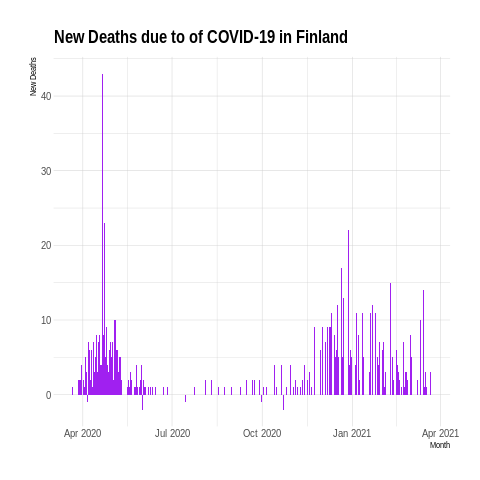 New Deaths due to of COVID-19 in Finland
New Deaths
40
30
20
10
0
Apr 2020
Jul 2020
Oct 2020
Jan 2021
Apr 2021
Month